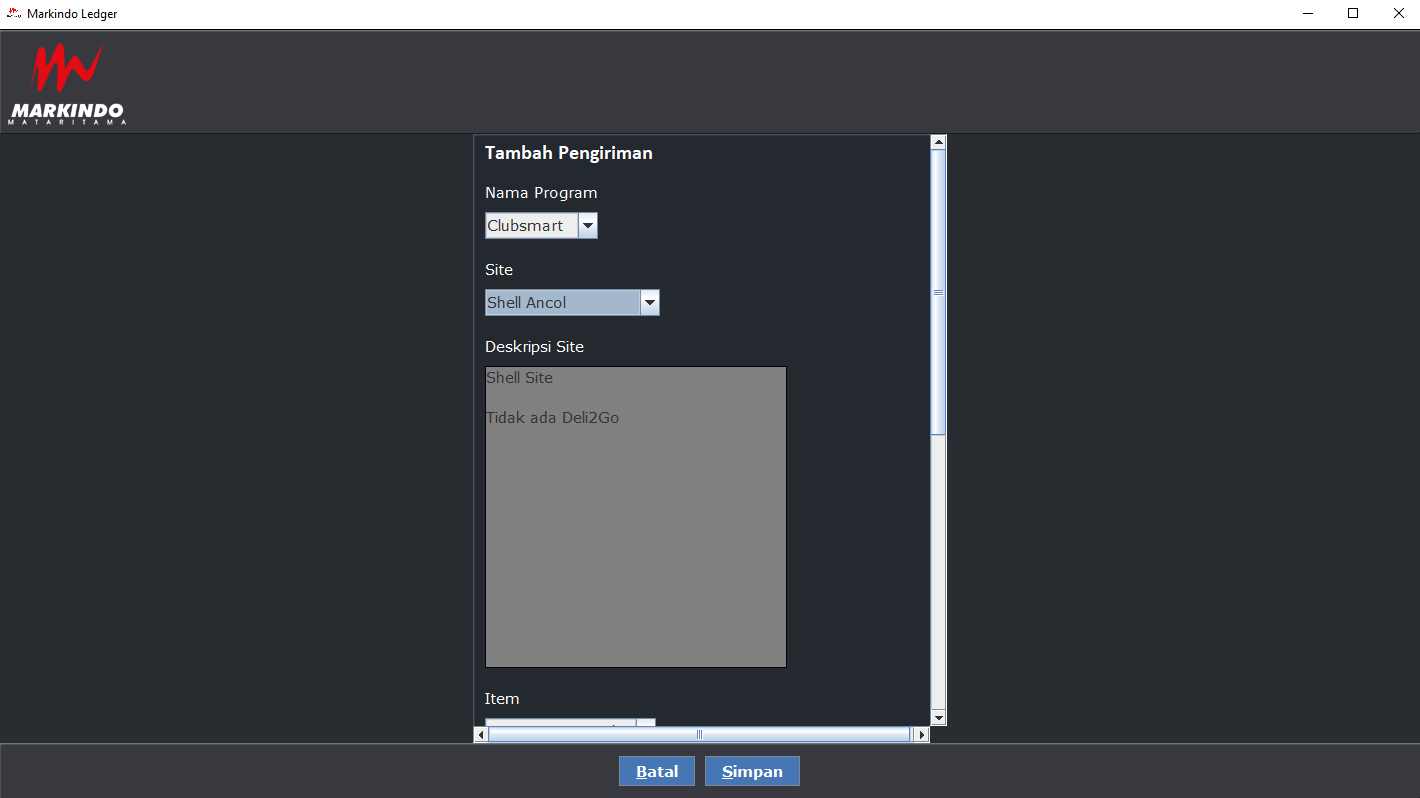 Markindo Ledger
MARKINDO
MATARITAMA
Tambah Pengiriman
Nama Program
Clubsmart
Site
Shell Ancol
Deskripsi Site
Shell Site
Tidak ada Deli2Go
Item
Batal
Simpan